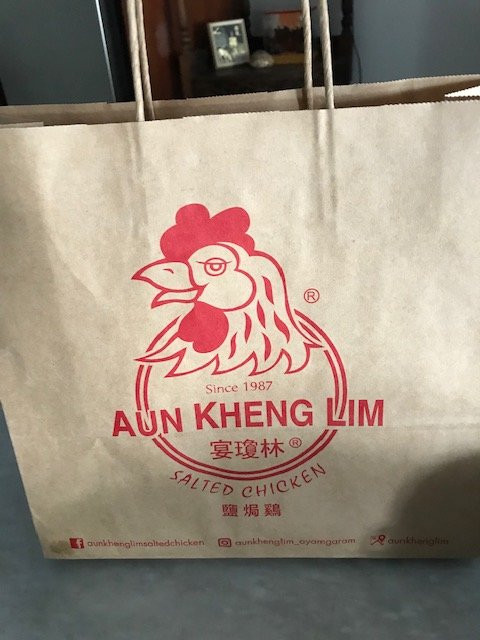 ®
Since 1987
AUN KHENG LIM
宴瓊林®
SALTED CHICKEN
鹽焗鷄
aunkhenglimsaltedchicken aunkhenglim_ayamgaram aunkhenglim